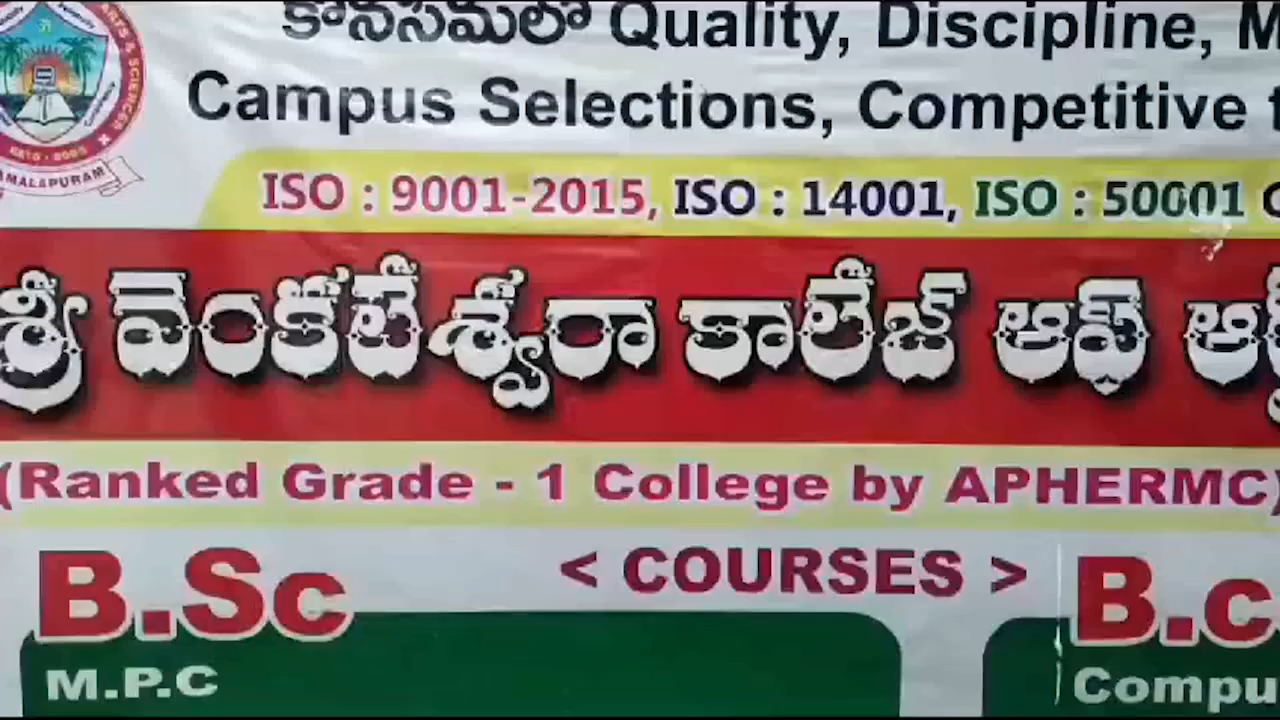 కోనసీమలో Quality, Discipline,
Campus Selections, Competitive
ISO : 9001-2015, ISO : 14001, ISO : 50001
శ్రీ వెంకటేశ్వరా కాలేజ్ ఆఫ్
(Ranked Grade - 1 College by APHERMC)
< COURSES >
B.Sc
M.P.C
B.c
Compu